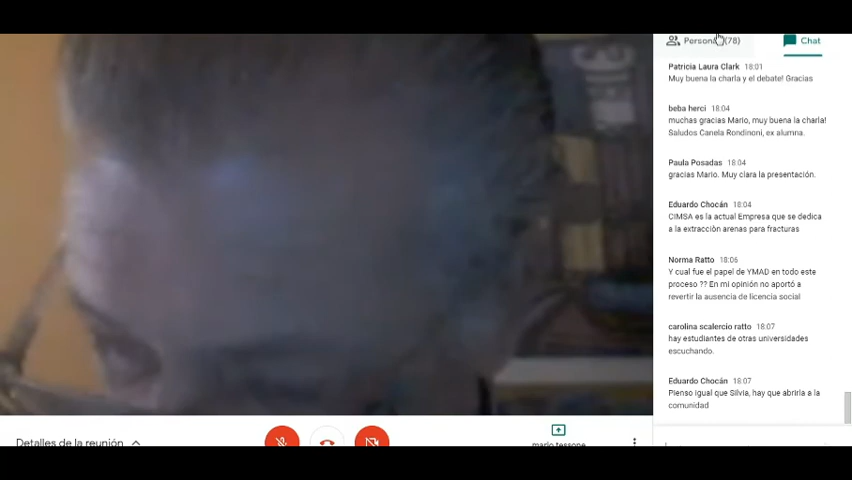 Personas (78)
Chat
Patricia Laura Clark 18:01
Muy buena la charla y el debate! Gracias
beba herci 18:04
muchas gracias Mario, muy buena la charla!
Saludos Canela Rondinoni, ex alumna.
Paula Posadas 18:04
gracias Mario. Muy clara la presentación.
Eduardo Chocán 18:04
CIMSA es la actual Empresa que se dedica
a la extracciòn arenas para fracturas
Norma Ratto 18:06
Y cual fue el papel de YMAD en todo este
proceso ?? En mi opinión no aportó a
revertir la ausencia de licencia social
carolina scalercio ratto 18:07
hay estudiantes de otras universidades
escuchando.
Eduardo Chocán 18:07
Pienso igual que Silvia, hay que abrirla a la
comunidad
Detalles de la reunión
mario tessone